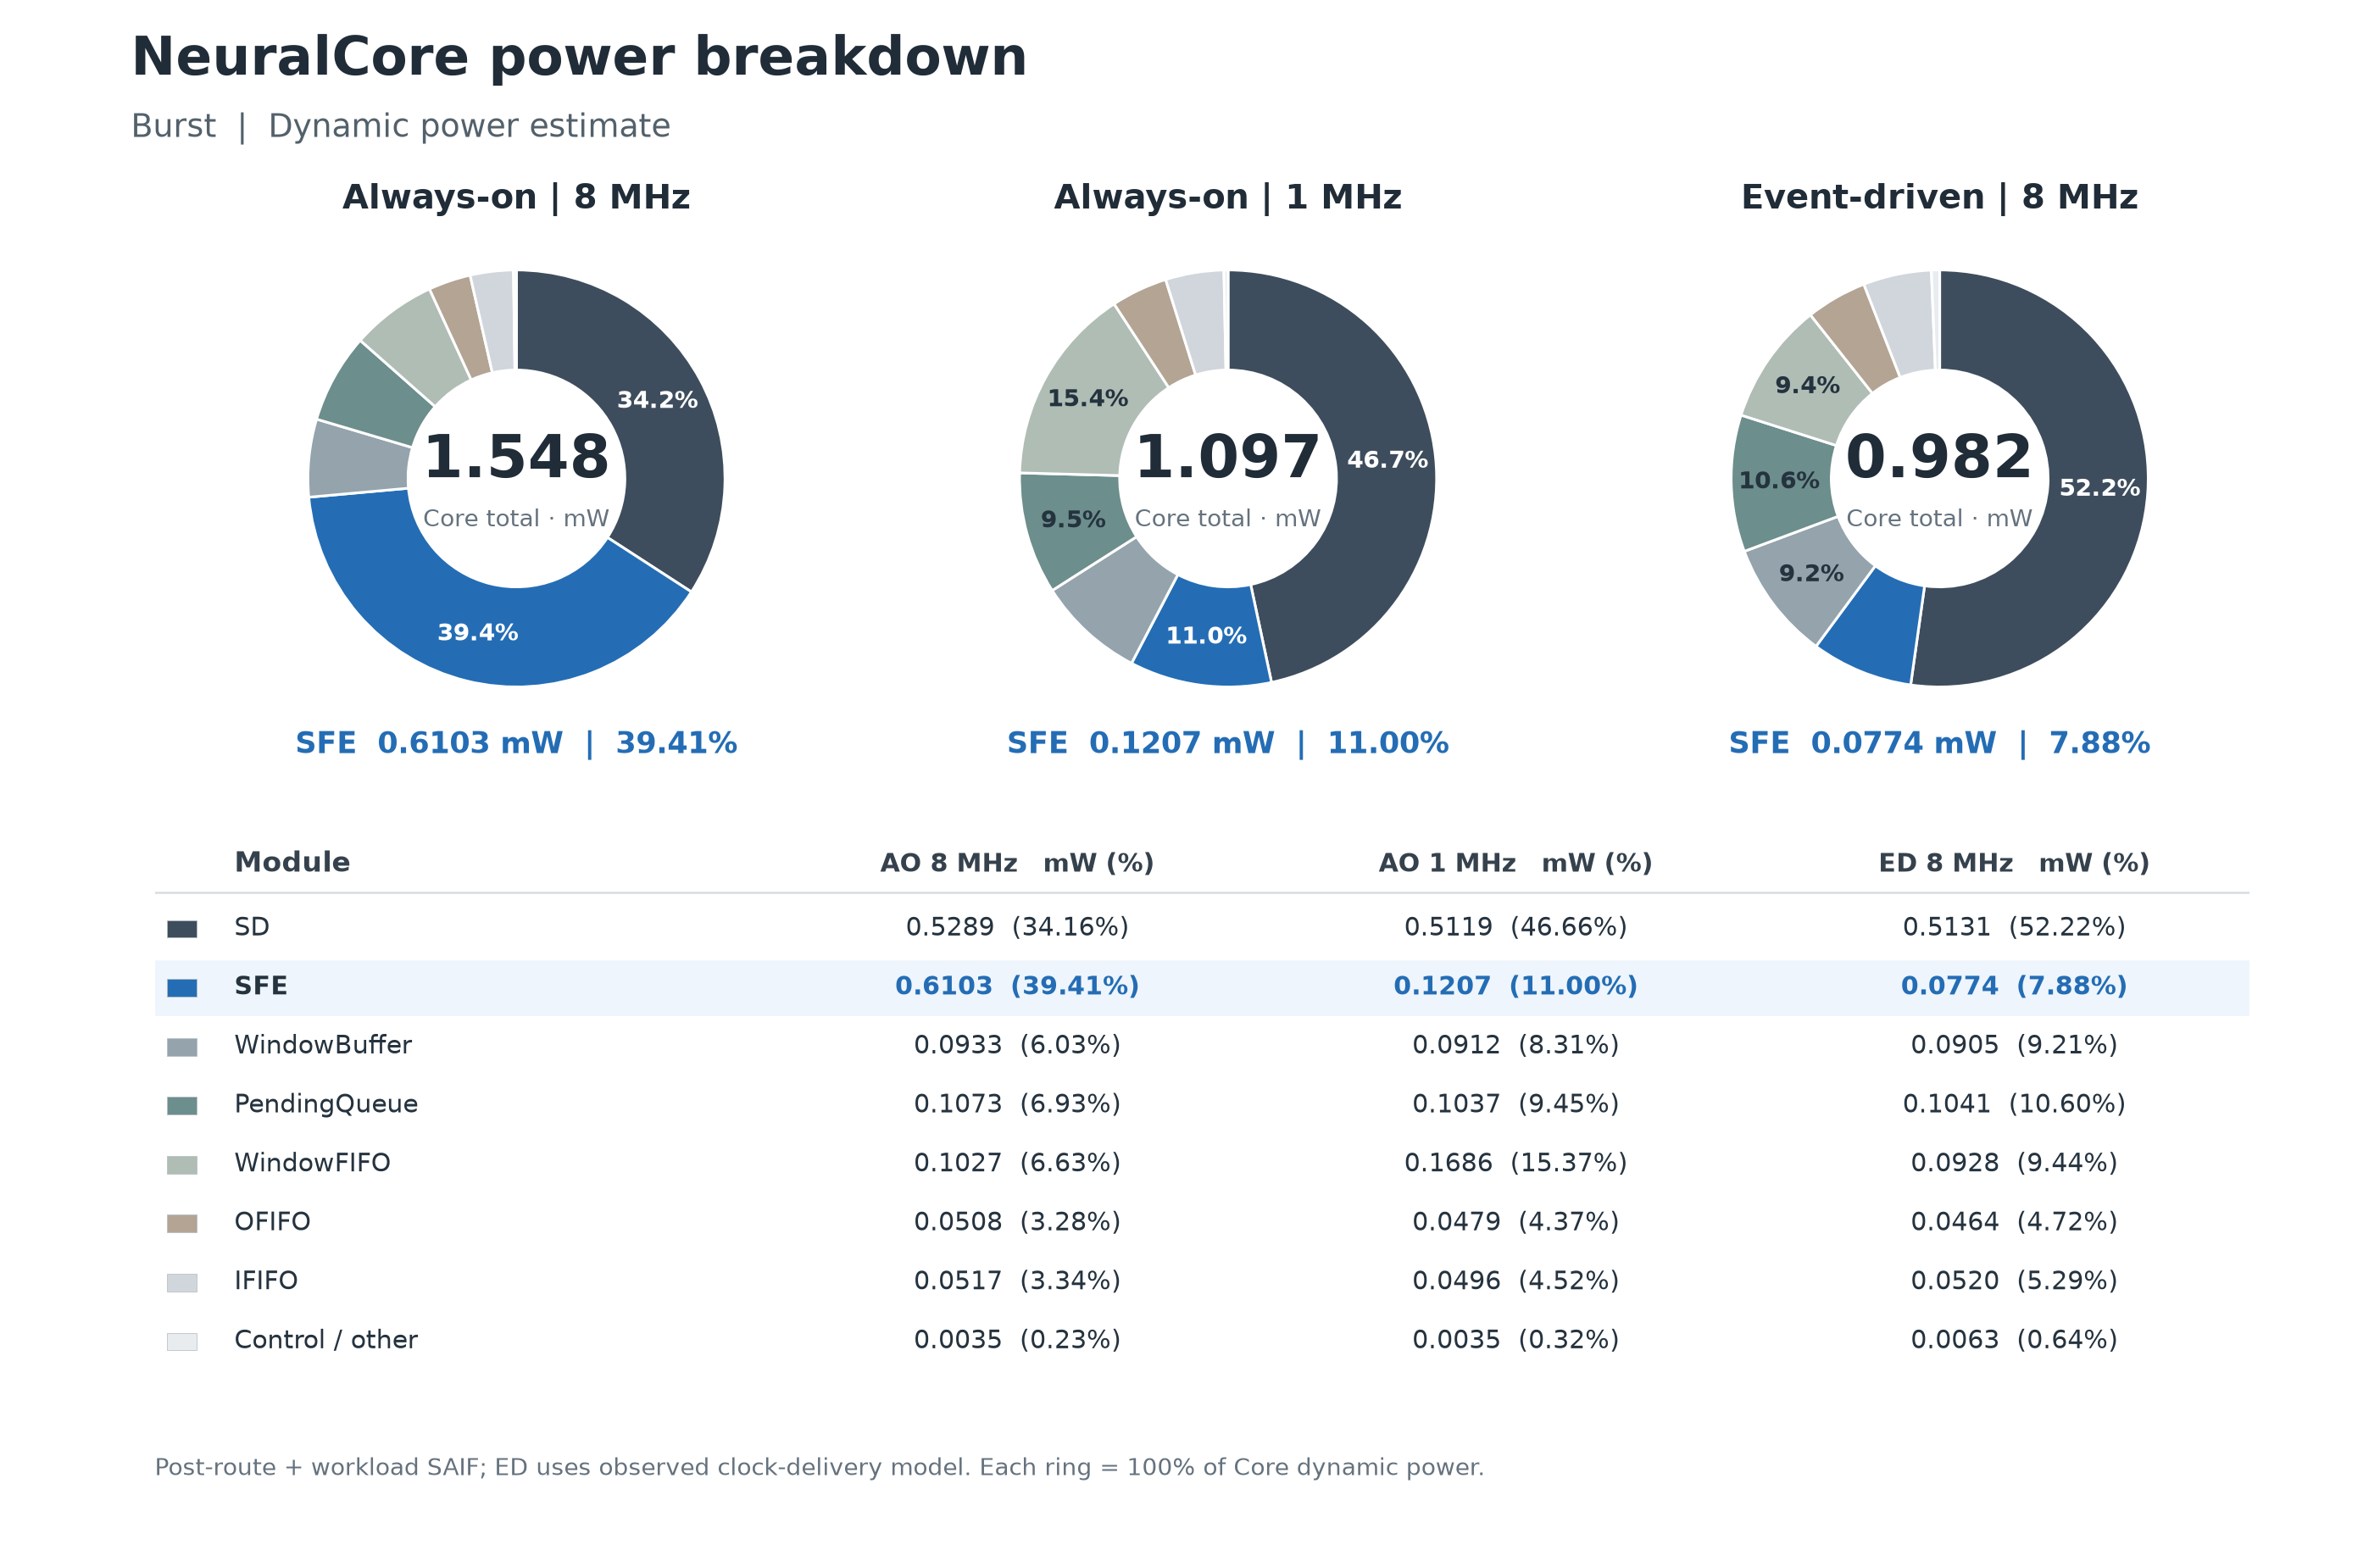 NeuralCore power breakdown
Burst | Dynamic power estimate
Always-on | 8 MHz
Always-on | 1 MHz
Event-driven | 8 MHz
34.2%
39.4%
1.548
Core total · mW
46.7%
11.0%
9.5%
15.4%
1.097
Core total · mW
52.2%
9.2%
10.6%
9.4%
0.982
Core total · mW
SFE 0.6103 mW | 39.41%
SFE 0.1207 mW | 11.00%
SFE 0.0774 mW | 7.88%
Module AO 8 MHz mW (%) AO 1 MHz mW (%) ED 8 MHz mW (%)
SD 0.5289 (34.16%) 0.5119 (46.66%) 0.5131 (52.22%)
SFE 0.6103 (39.41%) 0.1207 (11.00%) 0.0774 (7.88%)
WindowBuffer 0.0933 (6.03%) 0.0912 (8.31%) 0.0905 (9.21%)
PendingQueue 0.1073 (6.93%) 0.1037 (9.45%) 0.1041 (10.60%)
WindowFIFO 0.1027 (6.63%) 0.1686 (15.37%) 0.0928 (9.44%)
OFIFO 0.0508 (3.28%) 0.0479 (4.37%) 0.0464 (4.72%)
IFIFO 0.0517 (3.34%) 0.0496 (4.52%) 0.0520 (5.29%)
Control / other 0.0035 (0.23%) 0.0035 (0.32%) 0.0063 (0.64%)
Post-route + workload SAIF; ED uses observed clock-delivery model. Each ring = 100% of Core dynamic power.